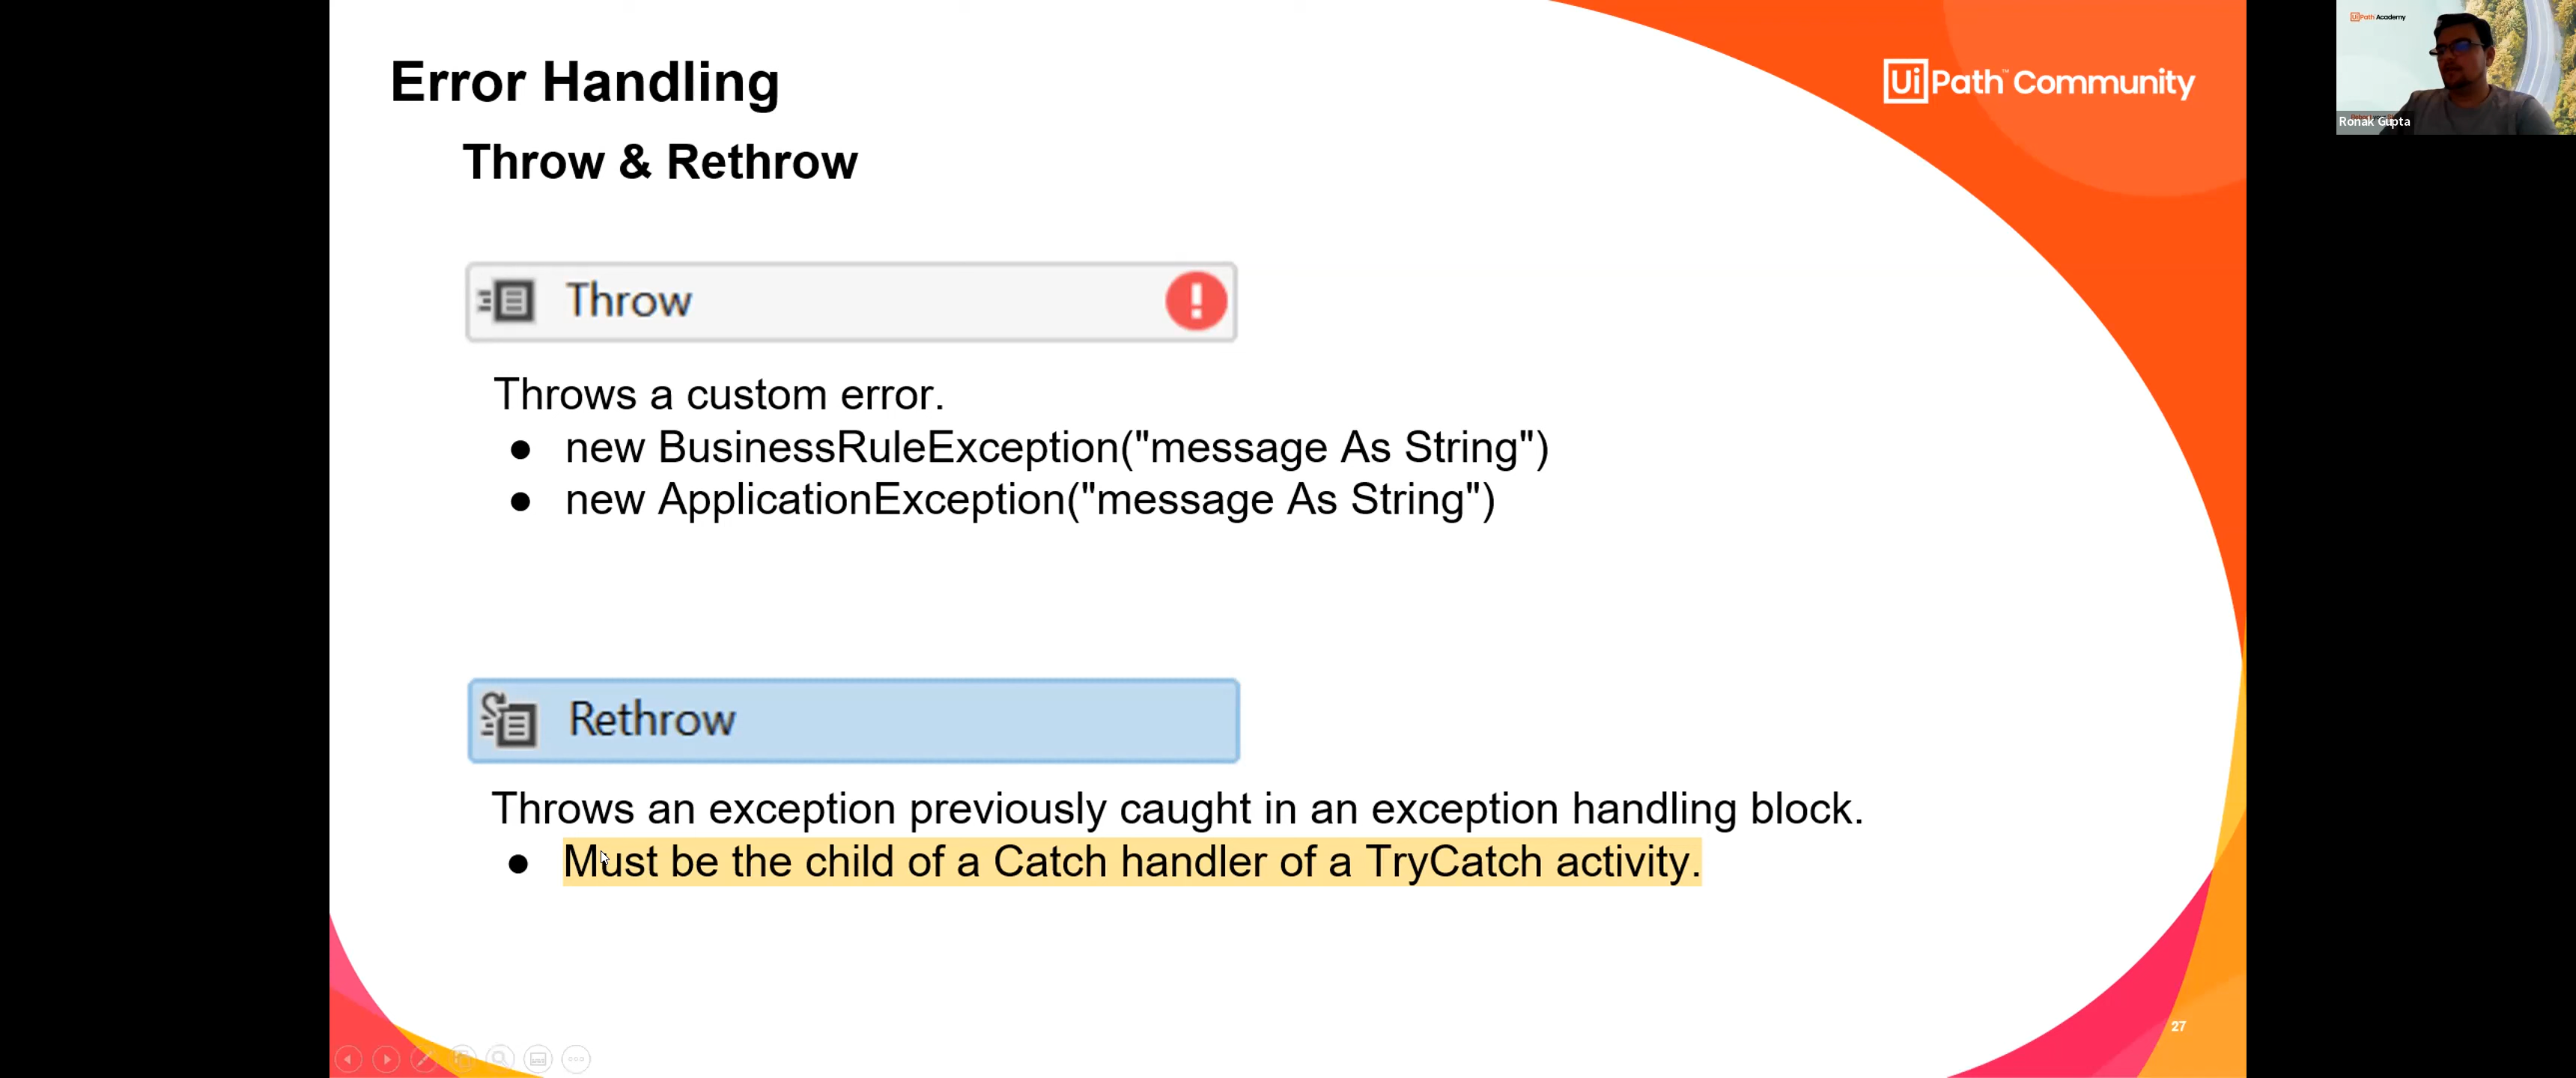 Error Handling
UiPath™ Community
UiPath Academy
Ronak Gupta
Throw & Rethrow
Throw
Throws a custom error.
● new BusinessRuleException("message As String")
● new ApplicationException("message As String")
Rethrow
Throws an exception previously caught in an exception handling block.
● Must be the child of a Catch handler of a TryCatch activity.
27